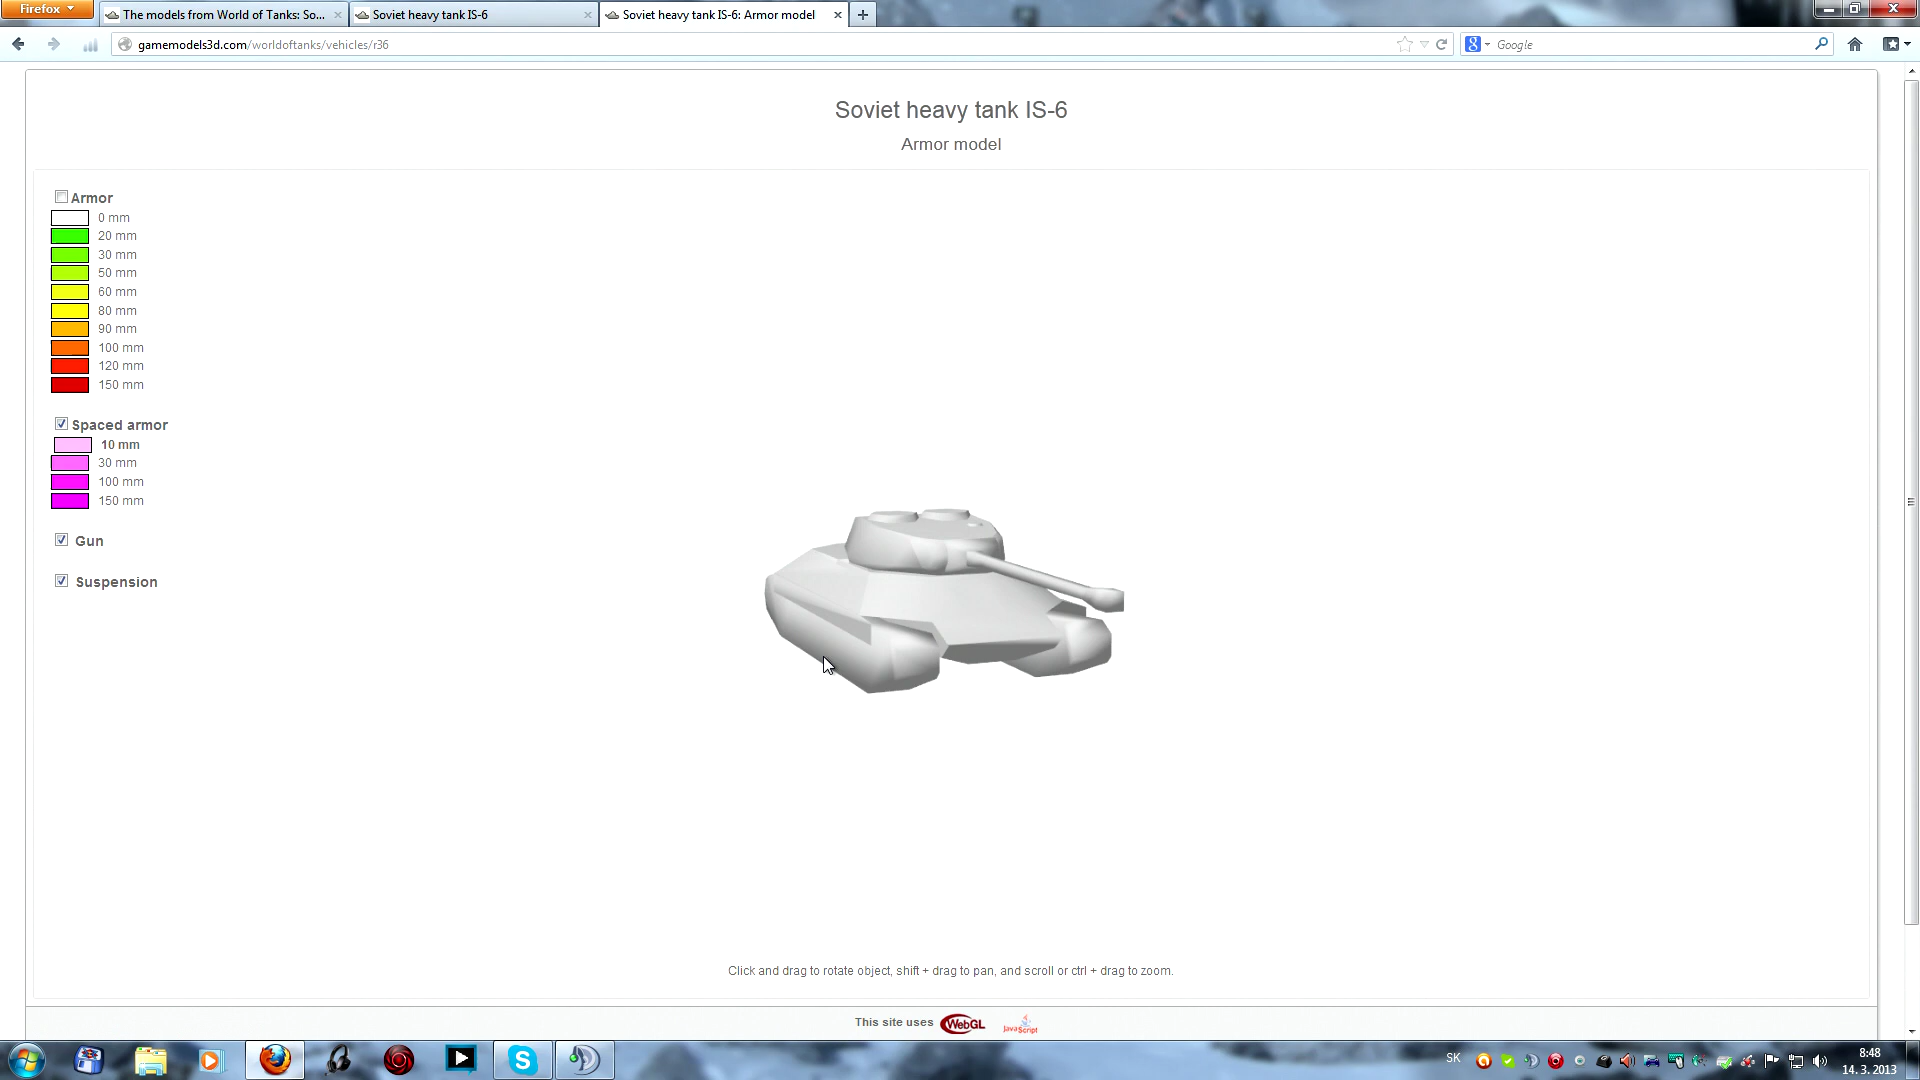 Firefox
The models from World of Tanks: So...
Soviet heavy tank IS-6
Soviet heavy tank IS-6: Armor model
gamemodels3d.com/worldoftanks/vehicles/r36
Google
Soviet heavy tank IS-6
Armor model
Armor
0 mm
20 mm
30 mm
50 mm
60 mm
80 mm
90 mm
100 mm
120 mm
150 mm
Spaced armor
10 mm
30 mm
100 mm
150 mm
Gun
Suspension
Click and drag to rotate object, shift + drag to pan, and scroll or ctrl + drag to zoom.
This site uses WebGL JavaScript
SK
8:48
14. 3. 2013